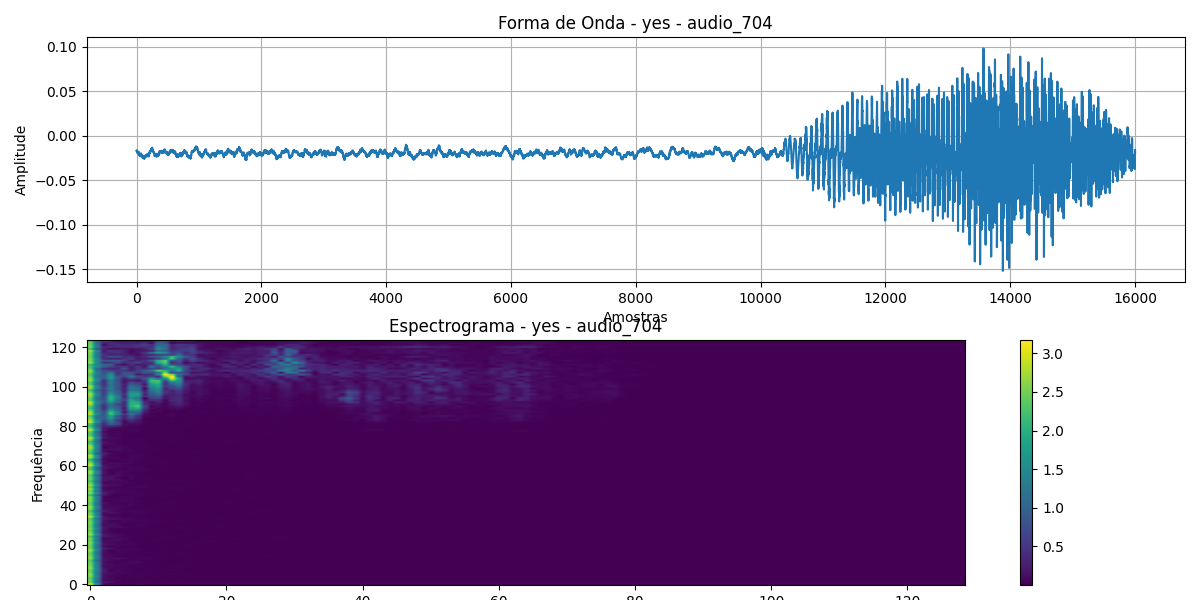 Forma de Onda - yes - audio_704
0.10
0.05
0.00
−0.05
−0.10
−0.15
Amplitude
0 2000 4000 6000 8000 10000 12000 14000 16000
Amostras
Espectrograma - yes - audio_704
120
100
80
60
40
20
0
Frequência
0 20 40 60 80 100 120
3.0
2.5
2.0
1.5
1.0
0.5